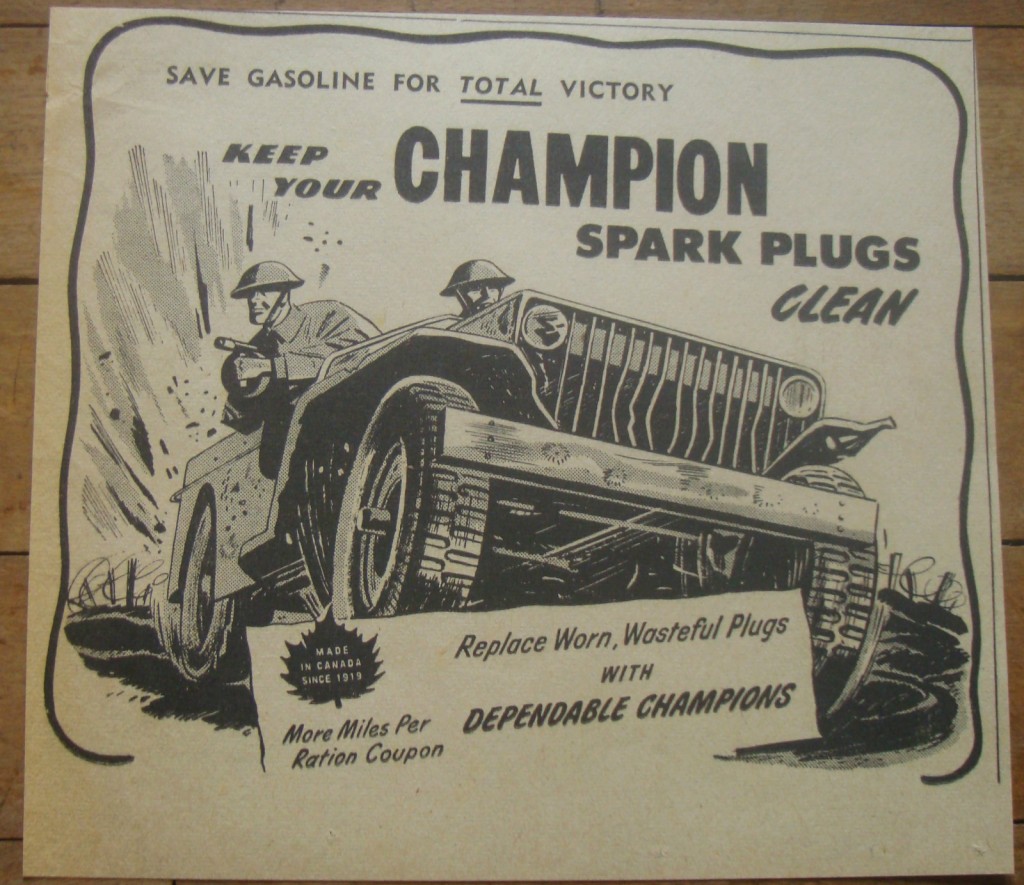 SAVE GASOLINE FOR TOTAL VICTORY
KEEP
YOUR CHAMPION
SPARK PLUGS
CLEAN
MADE
IN CANADA
SINCE 1919
More Miles Per
Ration Coupon
Replace Worn, Wasteful Plugs
WITH
DEPENDABLE CHAMPIONS